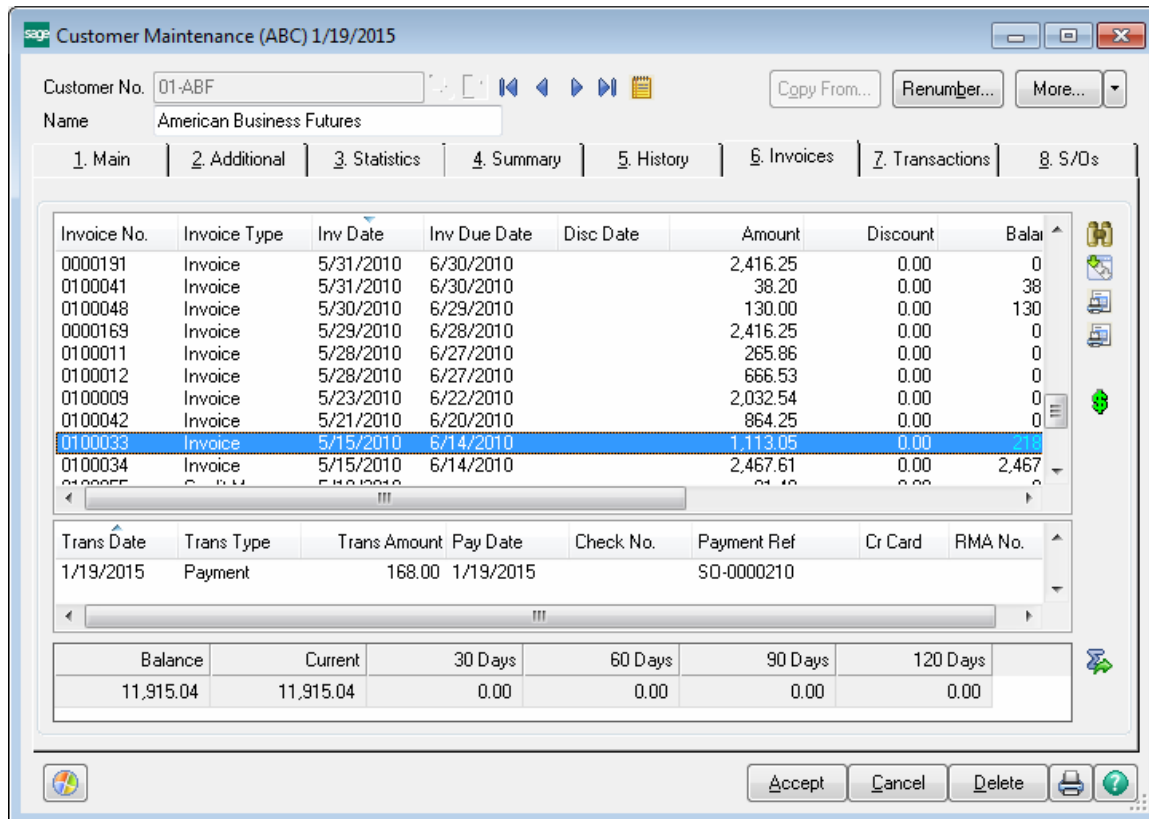 sage Customer Maintenance (ABC) 1/19/2015
Customer No. 01-ABF Copy From... Renumber... More...
Name American Business Futures
1. Main 2. Additional 3. Statistics 4. Summary 5. History 6. Invoices 7. Transactions 8. S/Os
Invoice No. Invoice Type Inv Date Inv Due Date Disc Date Amount Discount Balan
0000191 Invoice 5/31/2010 6/30/2010 2,416.25 0.00 0
0100041 Invoice 5/31/2010 6/30/2010 38.20 0.00 38
0100048 Invoice 5/30/2010 6/29/2010 130.00 0.00 130
0000169 Invoice 5/29/2010 6/28/2010 2,416.25 0.00 0
0100011 Invoice 5/28/2010 6/27/2010 265.86 0.00 0
0100012 Invoice 5/28/2010 6/27/2010 666.53 0.00 0
0100009 Invoice 5/23/2010 6/22/2010 2,032.54 0.00 0
0100042 Invoice 5/21/2010 6/20/2010 864.25 0.00 0
0100033 Invoice 5/15/2010 6/14/2010 1,113.05 0.00 218
0100034 Invoice 5/15/2010 6/14/2010 2,467.61 0.00 2,467
Trans Date Trans Type Trans Amount Pay Date Check No. Payment Ref Cr Card RMA No.
1/19/2015 Payment 168.00 1/19/2015 SO-0000210
Balance Current 30 Days 60 Days 90 Days 120 Days
11,915.04 11,915.04 0.00 0.00 0.00 0.00
Accept Cancel Delete